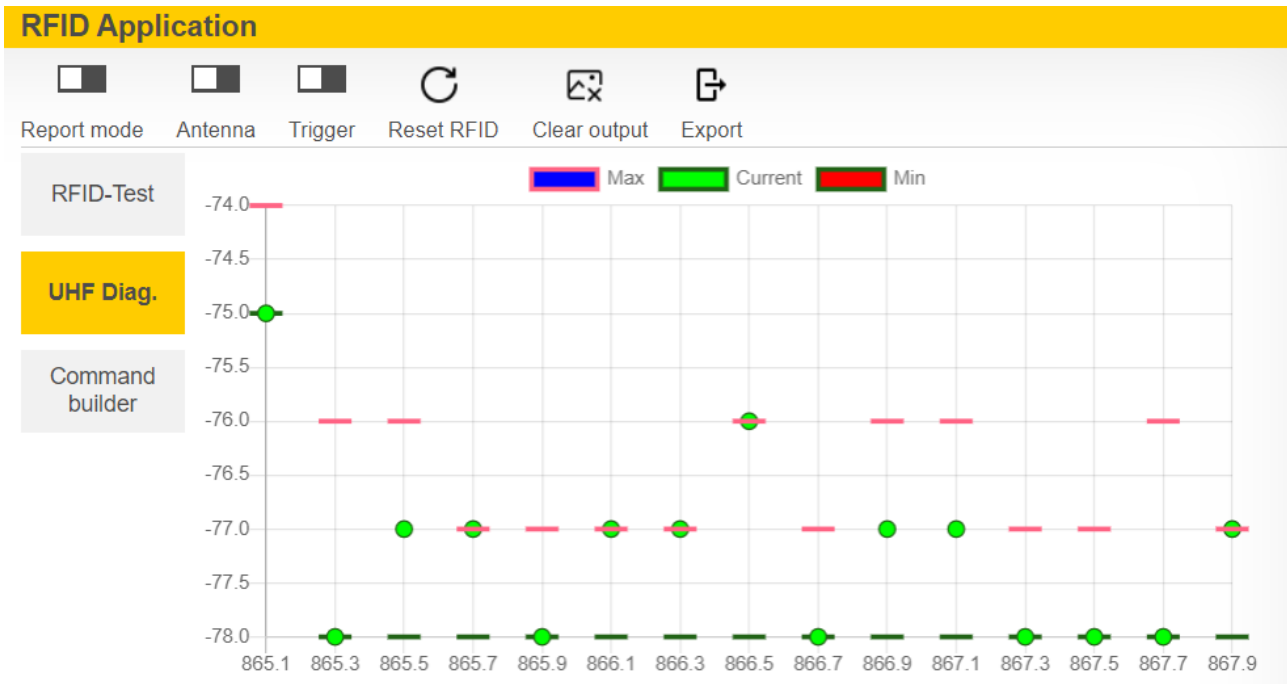 RFID Application
Report mode Antenna Trigger Reset RFID Clear output Export
RFID-Test
UHF Diag.
Command
builder
Max Current Min
-74.0
-74.5
-75.0
-75.5
-76.0
-76.5
-77.0
-77.5
-78.0
865.1 865.3 865.5 865.7 865.9 866.1 866.3 866.5 866.7 866.9 867.1 867.3 867.5 867.7 867.9